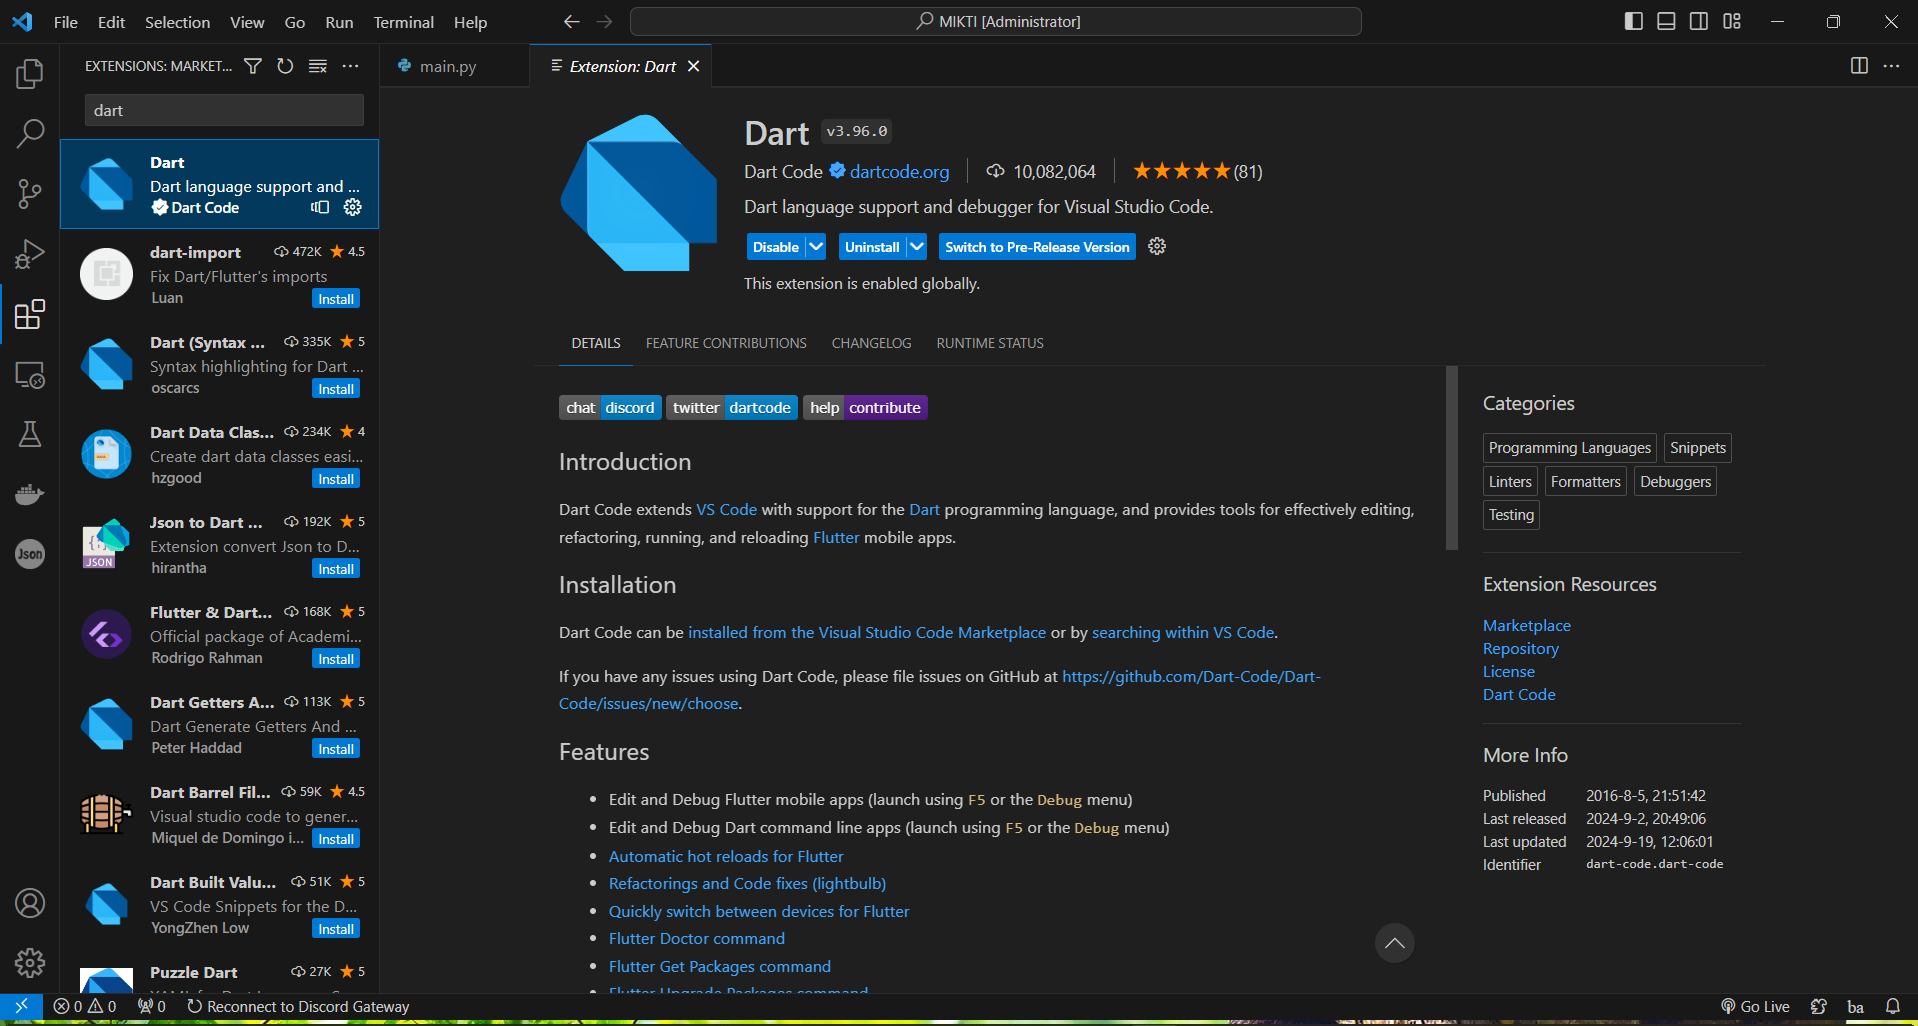 File Edit Selection View Go Run Terminal Help
MIKTI [Administrator]
EXTENSIONS: MARKET...
dart
Dart
Dart language support and ...
Dart Code
dart-import 472K 4.5
Fix Dart/Flutter's imports
Luan Install
Dart (Syntax ... 335K 5
Syntax highlighting for Dart ...
oscarcs Install
Dart Data Clas... 234K 4
Create dart data classes easi...
hzgood Install
Json to Dart ... 192K 5
Extension convert Json to D...
hirantha Install
JSON
Flutter & Dart... 168K 5
Official package of Academi...
Rodrigo Rahman Install
Dart Getters A... 113K 5
Dart Generate Getters And ...
Peter Haddad Install
Dart Barrel Fil... 59K 4.5
Visual studio code to gener...
Miquel de Domingo i... Install
Dart Built Valu... 51K 5
VS Code Snippets for the D...
YongZhen Low Install
Puzzle Dart 27K 5
Json
main.py
Extension: Dart
Dart v3.96.0
Dart Code dartcode.org 10,082,064 (81)
Dart language support and debugger for Visual Studio Code.
Disable Uninstall Switch to Pre-Release Version
This extension is enabled globally.
DETAILS FEATURE CONTRIBUTIONS CHANGELOG RUNTIME STATUS
chat discord twitter dartcode help contribute
Introduction
Dart Code extends VS Code with support for the Dart programming language, and provides tools for effectively editing,
refactoring, running, and reloading Flutter mobile apps.
Installation
Dart Code can be installed from the Visual Studio Code Marketplace or by searching within VS Code.
If you have any issues using Dart Code, please file issues on GitHub at https://github.com/Dart-Code/Dart-
Code/issues/new/choose.
Features
Edit and Debug Flutter mobile apps (launch using F5 or the Debug menu)
Edit and Debug Dart command line apps (launch using F5 or the Debug menu)
Automatic hot reloads for Flutter
Refactorings and Code fixes (lightbulb)
Quickly switch between devices for Flutter
Flutter Doctor command
Flutter Get Packages command
Flutter Upgrade Packages command
Categories
Programming Languages Snippets
Linters Formatters Debuggers
Testing
Extension Resources
Marketplace
Repository
License
Dart Code
More Info
Published 2016-8-5, 21:51:42
Last released 2024-9-2, 20:49:06
Last updated 2024-9-19, 12:06:01
Identifier dart-code.dart-code
0 0 0 Reconnect to Discord Gateway
Go Live ba